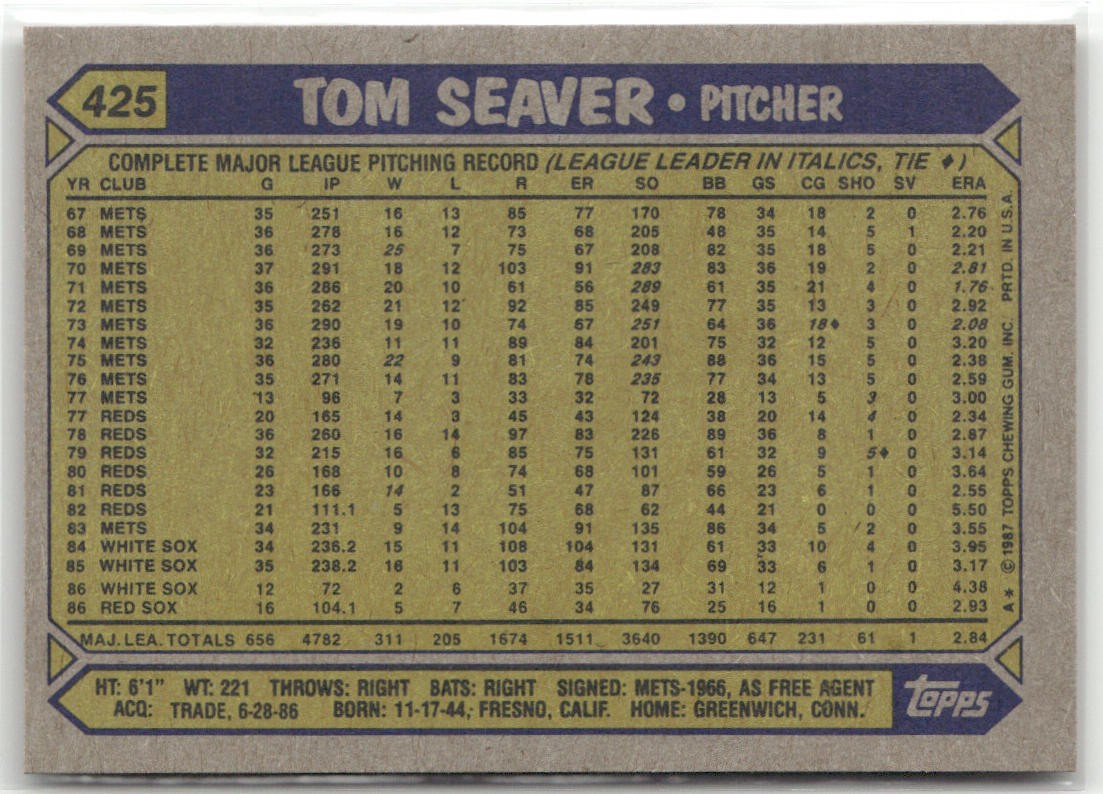 425 TOM SEAVER • PITCHER
COMPLETE MAJOR LEAGUE PITCHING RECORD (LEAGUE LEADER IN ITALICS, TIE ♦)
YR CLUB G IP W L R ER SO BB GS CG SHO SV ERA
67 METS 35 251 16 13 85 77 170 78 34 18 2 0 2.76
68 METS 36 278 16 12 73 68 205 48 35 14 5 1 2.20
69 METS 36 273 25 7 75 67 208 82 35 18 5 0 2.21
70 METS 37 291 18 12 103 91 283 83 36 19 2 0 2.81
71 METS 36 286 20 10 61 56 289 61 35 21 4 0 1.76
72 METS 35 262 21 12 92 85 249 77 35 13 3 0 2.92
73 METS 36 290 19 10 74 67 251 64 36 18♦ 3 0 2.08
74 METS 32 236 11 11 89 84 201 75 32 12 5 0 3.20
75 METS 36 280 22 9 81 74 243 88 36 15 5 0 2.38
76 METS 35 271 14 11 83 78 235 77 34 13 5 0 2.59
77 METS 13 96 7 3 33 32 72 28 13 5 3 0 3.00
77 REDS 20 165 14 3 45 43 124 38 20 14 4 0 2.34
78 REDS 36 260 16 14 97 83 226 89 36 8 1 0 2.87
79 REDS 32 215 16 6 85 75 131 61 32 9 5♦ 0 3.14
80 REDS 26 168 10 8 74 68 101 59 26 5 1 0 3.64
81 REDS 23 166 14 2 51 47 87 66 23 6 1 0 2.55
82 REDS 21 111.1 5 13 75 68 62 44 21 0 0 0 5.50
83 METS 34 231 9 14 104 91 135 86 34 5 2 0 3.55
84 WHITE SOX 34 236.2 15 11 108 104 131 61 33 10 4 0 3.95
85 WHITE SOX 35 238.2 16 11 103 84 134 69 33 6 1 0 3.17
86 WHITE SOX 12 72 2 6 37 35 27 31 12 1 0 0 4.38
86 RED SOX 16 104.1 5 7 46 34 76 25 16 1 0 0 2.93
MAJ. LEA. TOTALS 656 4782 311 205 1674 1511 3640 1390 647 231 61 1 2.84
A* © 1987 TOPPS CHEWING GUM, INC. PRTD. IN U.S.A.
HT: 6'1" WT: 221 THROWS: RIGHT BATS: RIGHT SIGNED: METS-1966, AS FREE AGENT
ACQ: TRADE, 6-28-86 BORN: 11-17-44, FRESNO, CALIF. HOME: GREENWICH, CONN.
topps